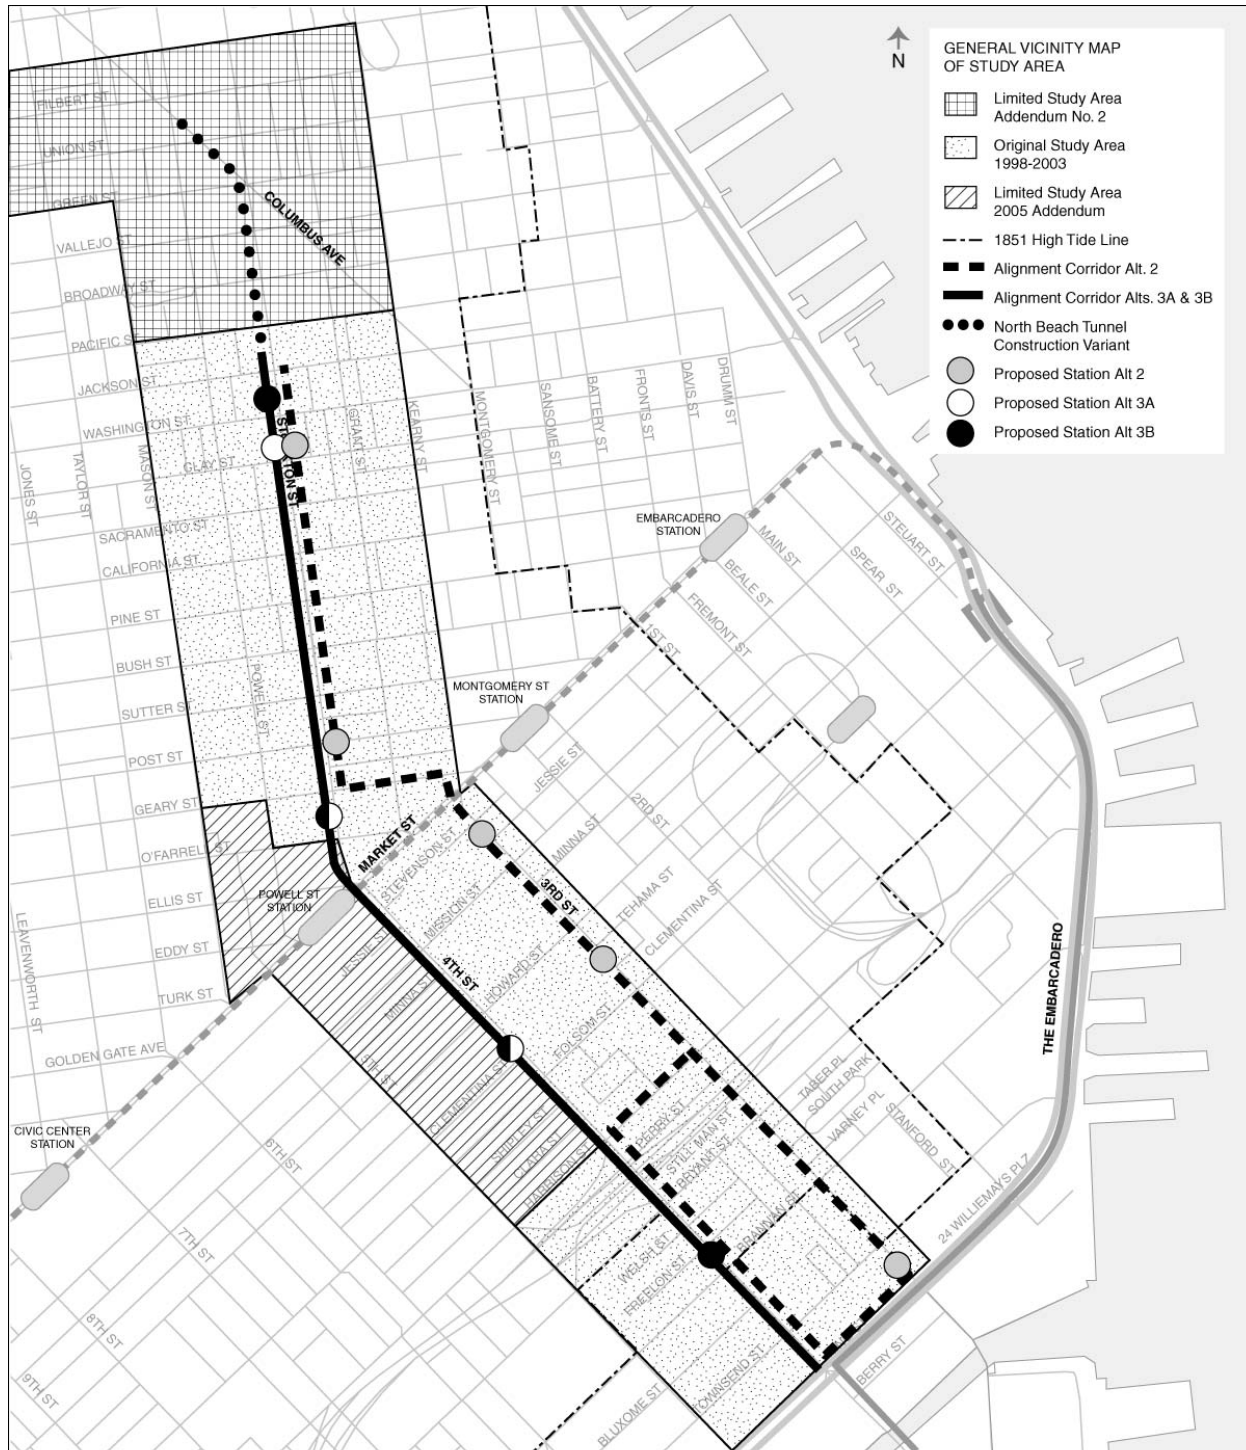 N
GENERAL VICINITY MAP
OF STUDY AREA
Limited Study Area
Addendum No. 2
Original Study Area
1998-2003
Limited Study Area
2005 Addendum
1851 High Tide Line
Alignment Corridor Alt. 2
Alignment Corridor Alts. 3A & 3B
North Beach Tunnel
Construction Variant
Proposed Station Alt 2
Proposed Station Alt 3A
Proposed Station Alt 3B
FILBERT ST
UNION ST
GREEN ST
COLUMBUS AVE
VALLEJO ST
BROADWAY ST
PACIFIC ST
JACKSON ST
WASHINGTON ST
CLAY ST
SACRAMENTO ST
CALIFORNIA ST
PINE ST
BUSH ST
SUTTER ST
POST ST
GEARY ST
O'FARRELL ST
ELLIS ST
EDDY ST
TURK ST
GOLDEN GATE AVE
JONES ST
TAYLOR ST
MASON ST
POWELL ST
STOCKTON ST
GRANT ST
KEARNY ST
MONTGOMERY ST
SANSOME ST
BATTERY ST
FRONTS ST
DAVIS ST
DRUMM ST
LEAVENWORTH ST
EMBARCADERO
STATION
MONTGOMERY ST
STATION
POWELL ST
STATION
CIVIC CENTER
STATION
MARKET ST
STEUART ST
SPEAR ST
MAIN ST
BEALE ST
FREMONT ST
1ST ST
2RD ST
3RD ST
4TH ST
5TH ST
6TH ST
7TH ST
8TH ST
9TH ST
JESSIE ST
MINNA ST
TEHAMA ST
CLEMENTINA ST
STEVENSON ST
MISSION ST
HOWARD ST
FOLSOM ST
JESSIE ST
MINNA ST
CLEMENTINA ST
SHIPLEY ST
CLARA ST
HARRISON ST
PERRY ST
STILLMAN ST
BRYANT ST
BRANNAN ST
WELSH ST
FREELON ST
TOWNSEND ST
BLUXOME ST
BERRY ST
TABER PL
SOUTH PARK
VARNEY PL
STANFORD ST
24 WILLIEMAYS PLZ
THE EMBARCADERO